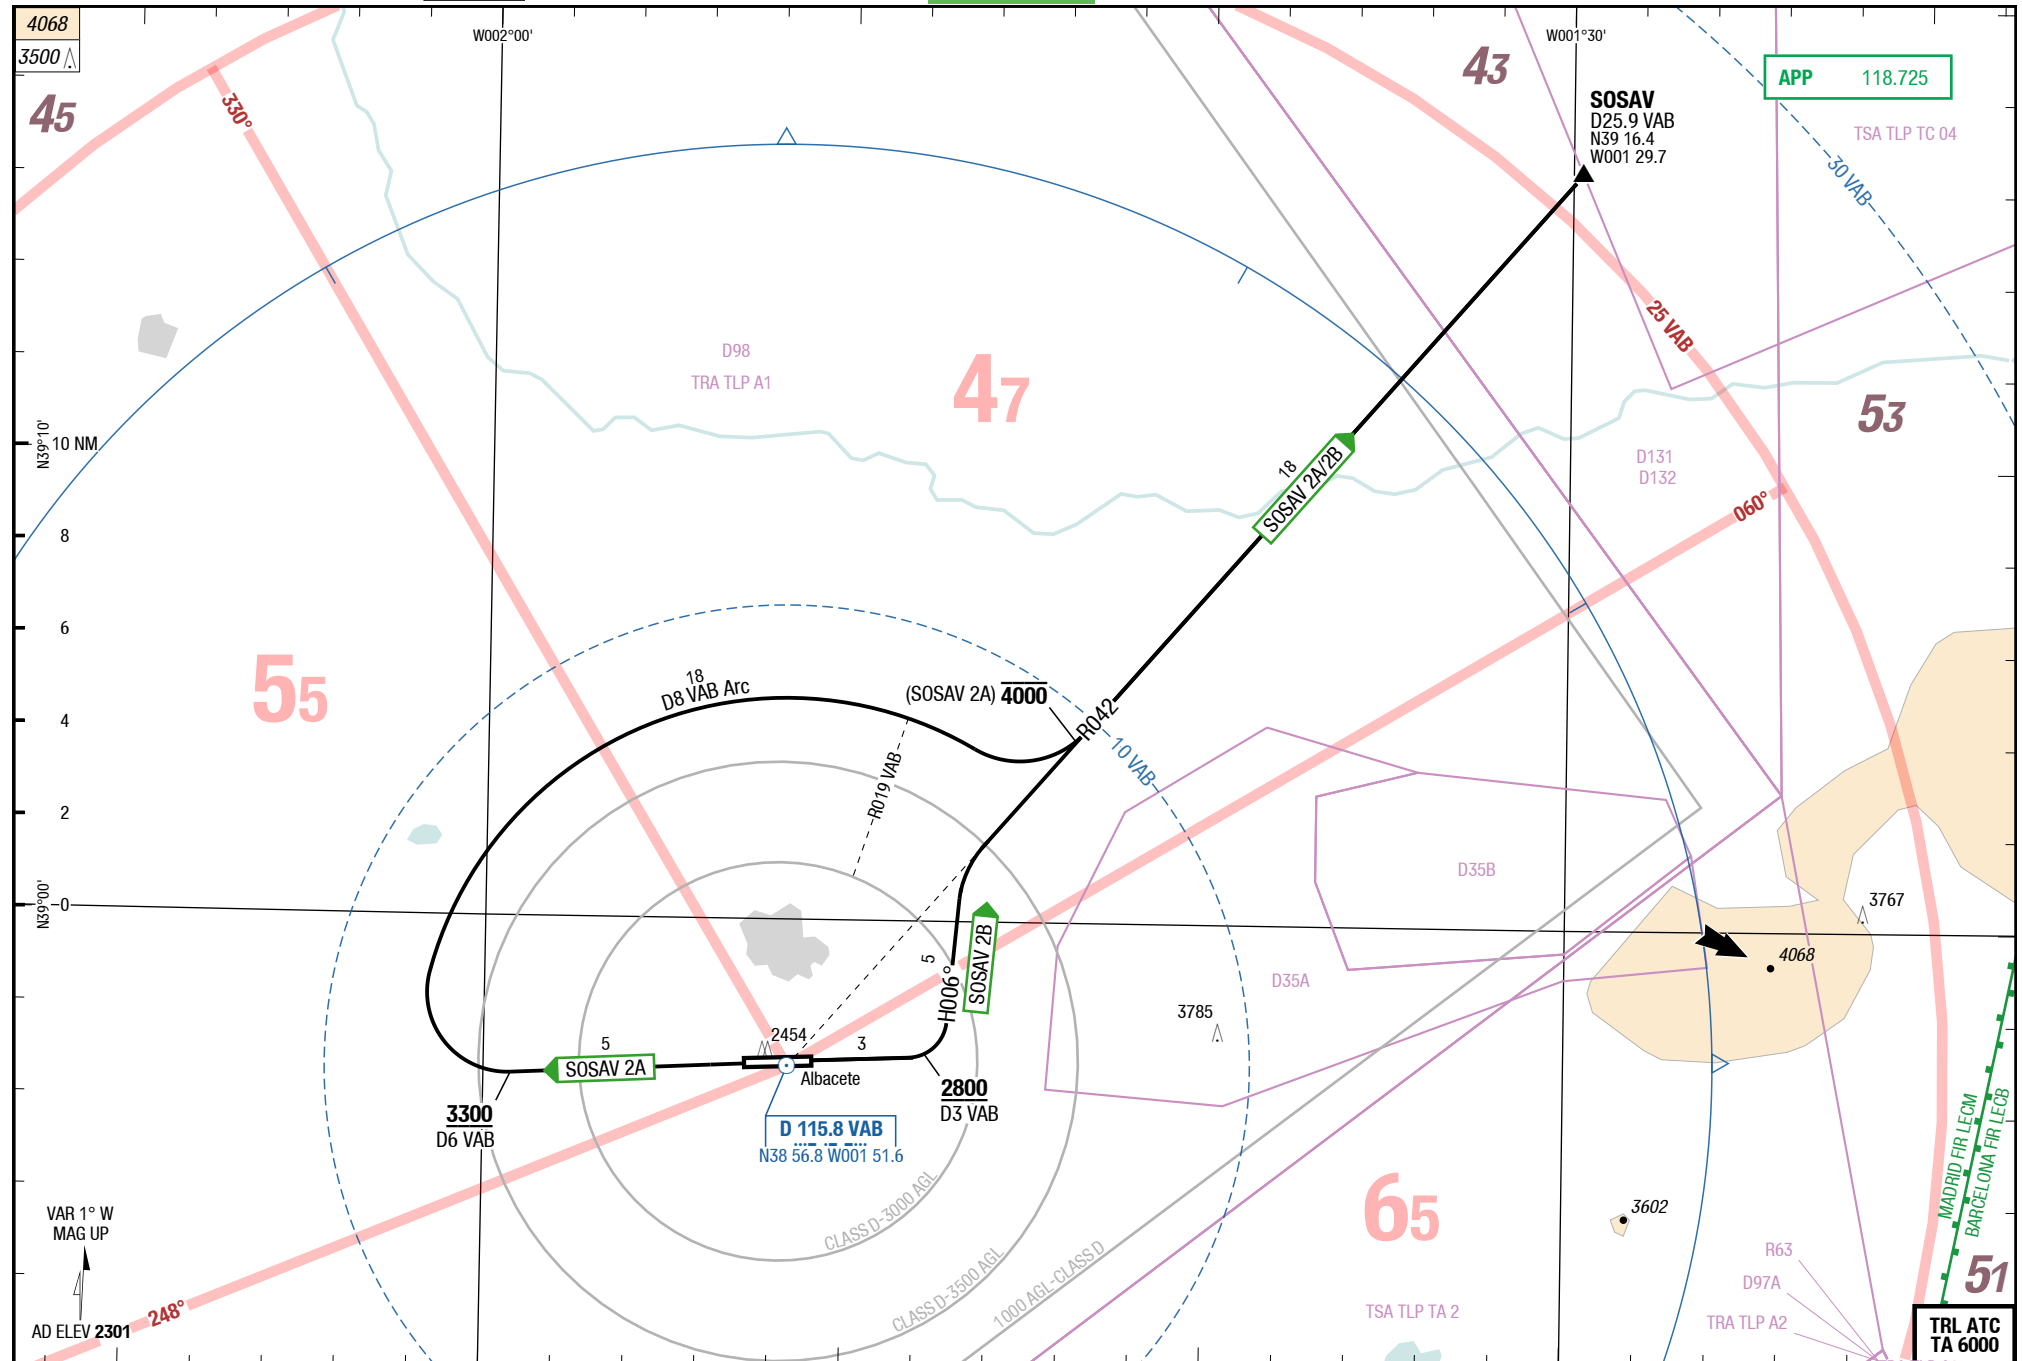 4068
3500
45
W002°00'
W001°30'
43
APP 118.725
330°
SOSAV
D25.9 VAB
N39 16.4
W001 29.7
TSA TLP TC 04
30 VAB
25 VAB
D98
TRA TLP A1
47
53
N39°10'
10 NM
D131
D132
18
SOSAV 2A/2B
060°
8
6
55
18
D8 VAB Arc
(SOSAV 2A) 4000
R042
10 VAB
4
R019 VAB
2
D35B
N39°00'
0
3767
5
H006°
SOSAV 2B
4068
D35A
3785
2454
5
SOSAV 2A
3
Albacete
3300
D6 VAB
2800
D3 VAB
D 115.8 VAB
N38 56.8 W001 51.6
MADRID FIR LECM
BARCELONA FIR LECB
CLASS D-3000 AGL
CLASS D-3500 AGL
1000 AGL-CLASS D
65
3602
VAR 1° W
MAG UP
R63
D97A
TRA TLP A2
51
248°
AD ELEV 2301
TSA TLP TA 2
TRL ATC
TA 6000